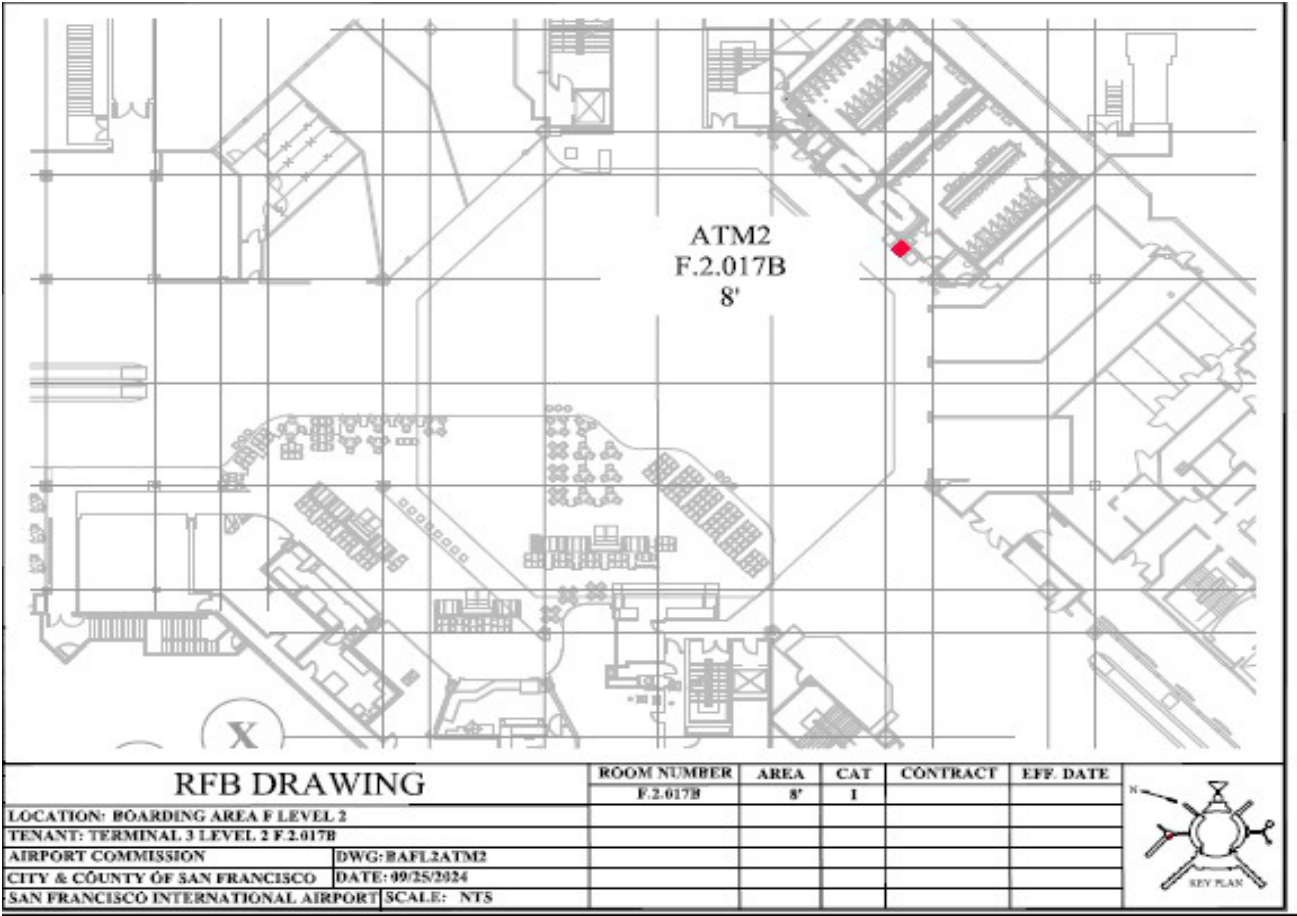 ATM2
F.2.017B
8'
X
RFB DRAWING
LOCATION: BOARDING AREA F LEVEL 2
TENANT: TERMINAL 3 LEVEL 2 F.2.017B
AIRPORT COMMISSION DWG: BAFL2ATM2
CITY & COUNTY OF SAN FRANCISCO DATE: 09/25/2024
SAN FRANCISCO INTERNATIONAL AIRPORT SCALE: NTS
ROOM NUMBER AREA CAT CONTRACT EFF. DATE
F.2.017B 8' 1
N
KEY PLAN